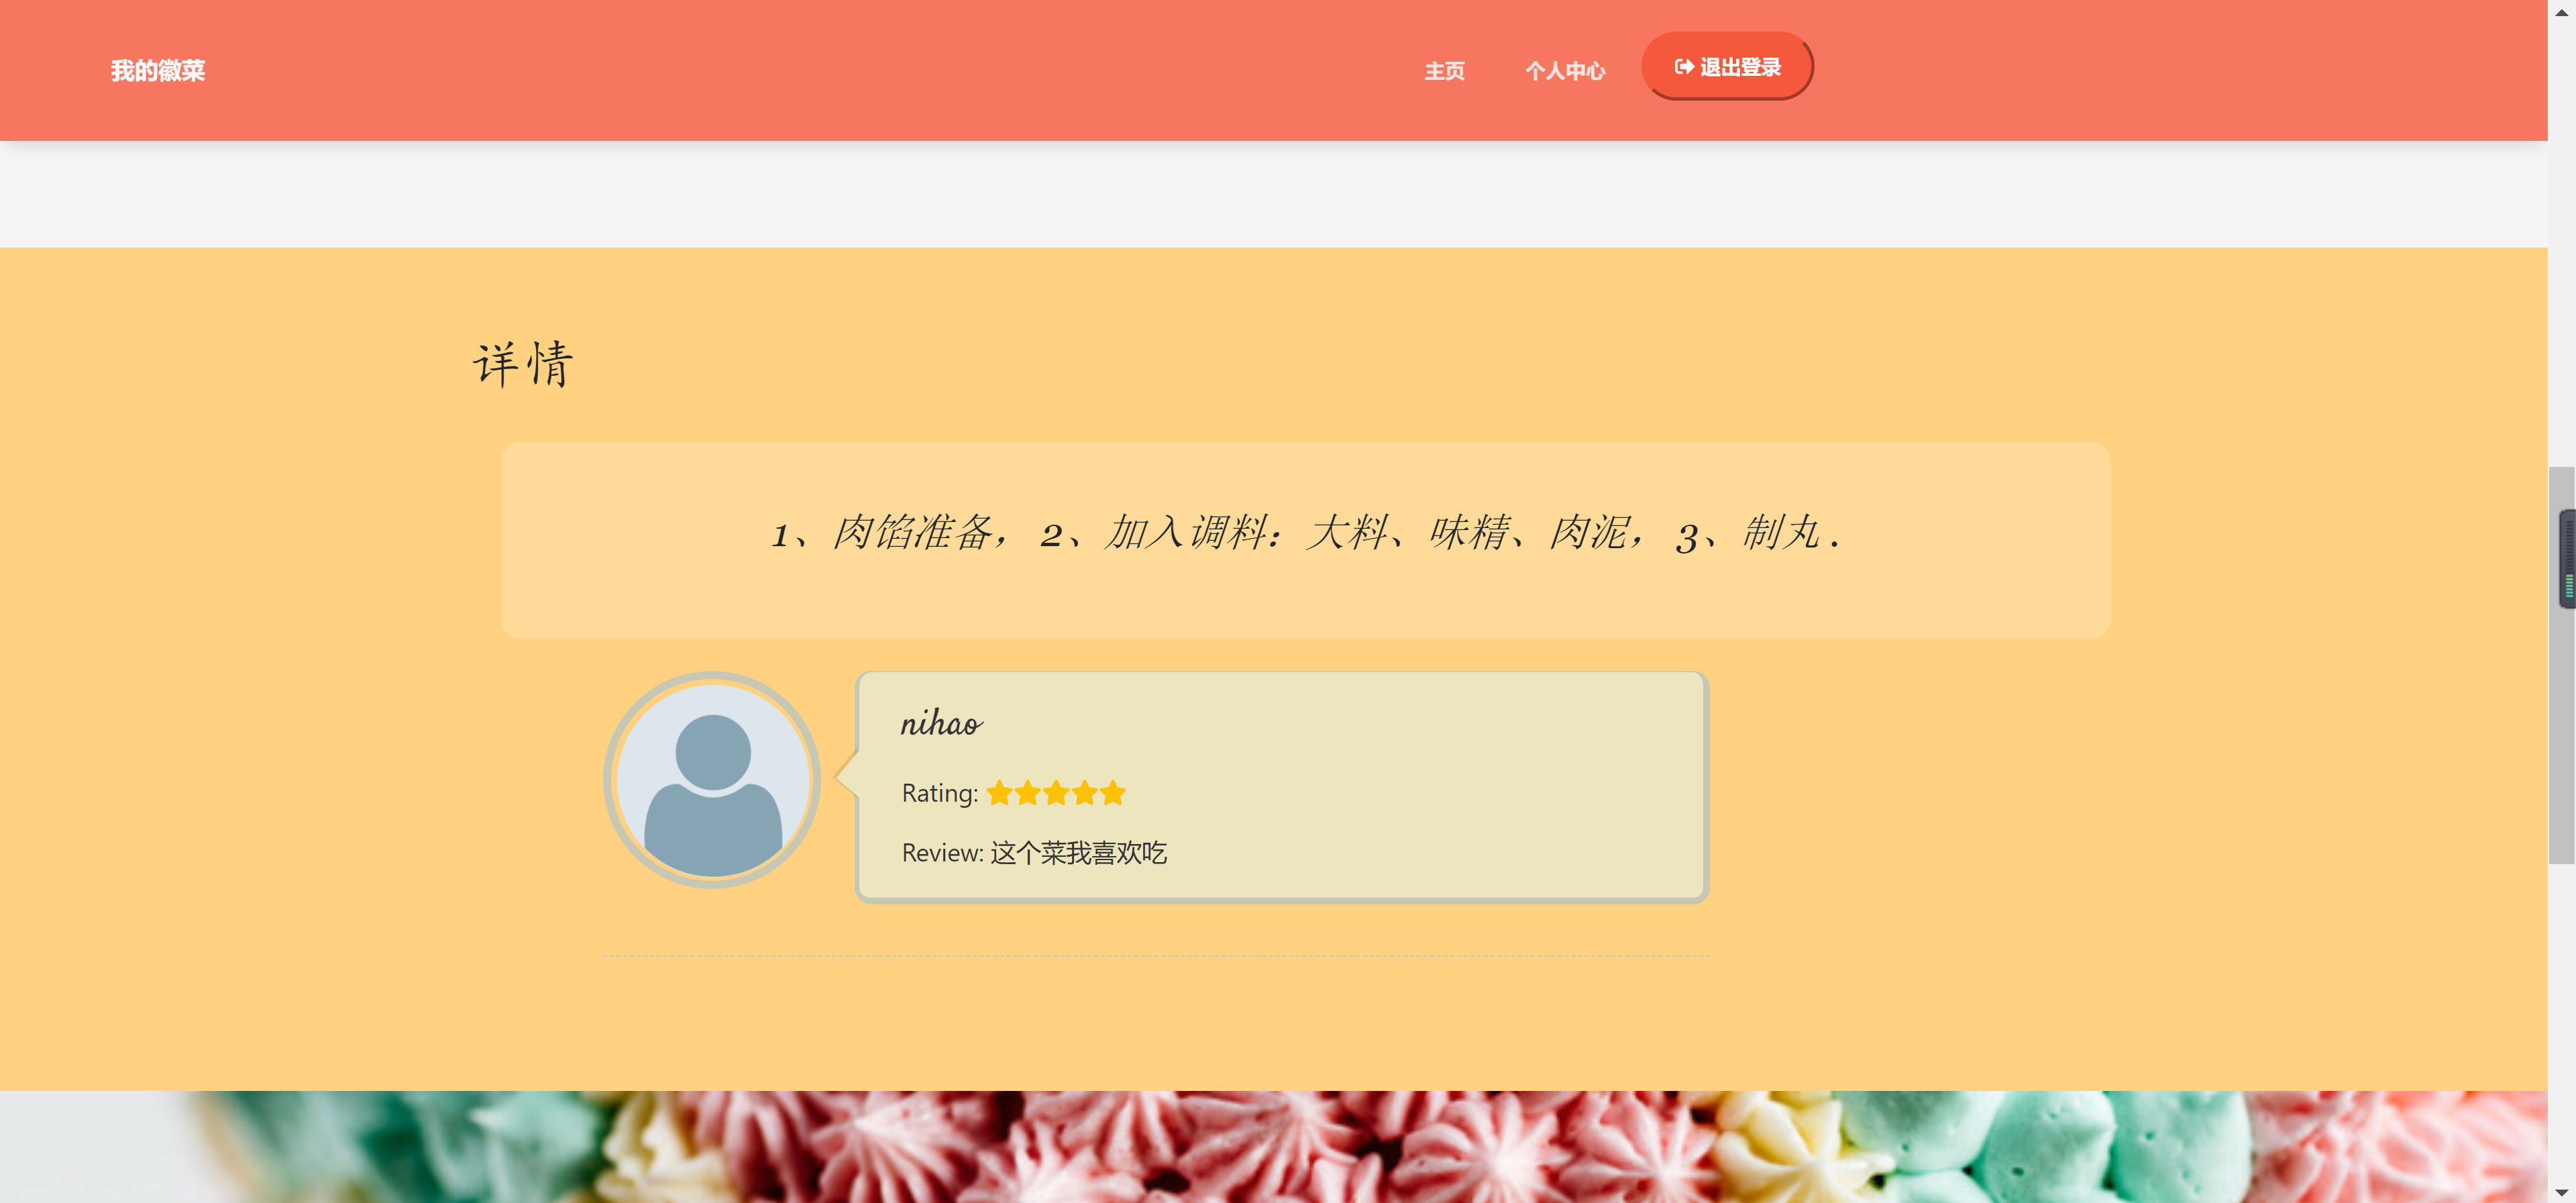 我的徽菜
主页 个人中心 退出登录
详情
1、肉馅准备，2、加入调料：大料、味精、肉泥，3、制丸.
nihao
Rating:
Review: 这个菜我喜欢吃